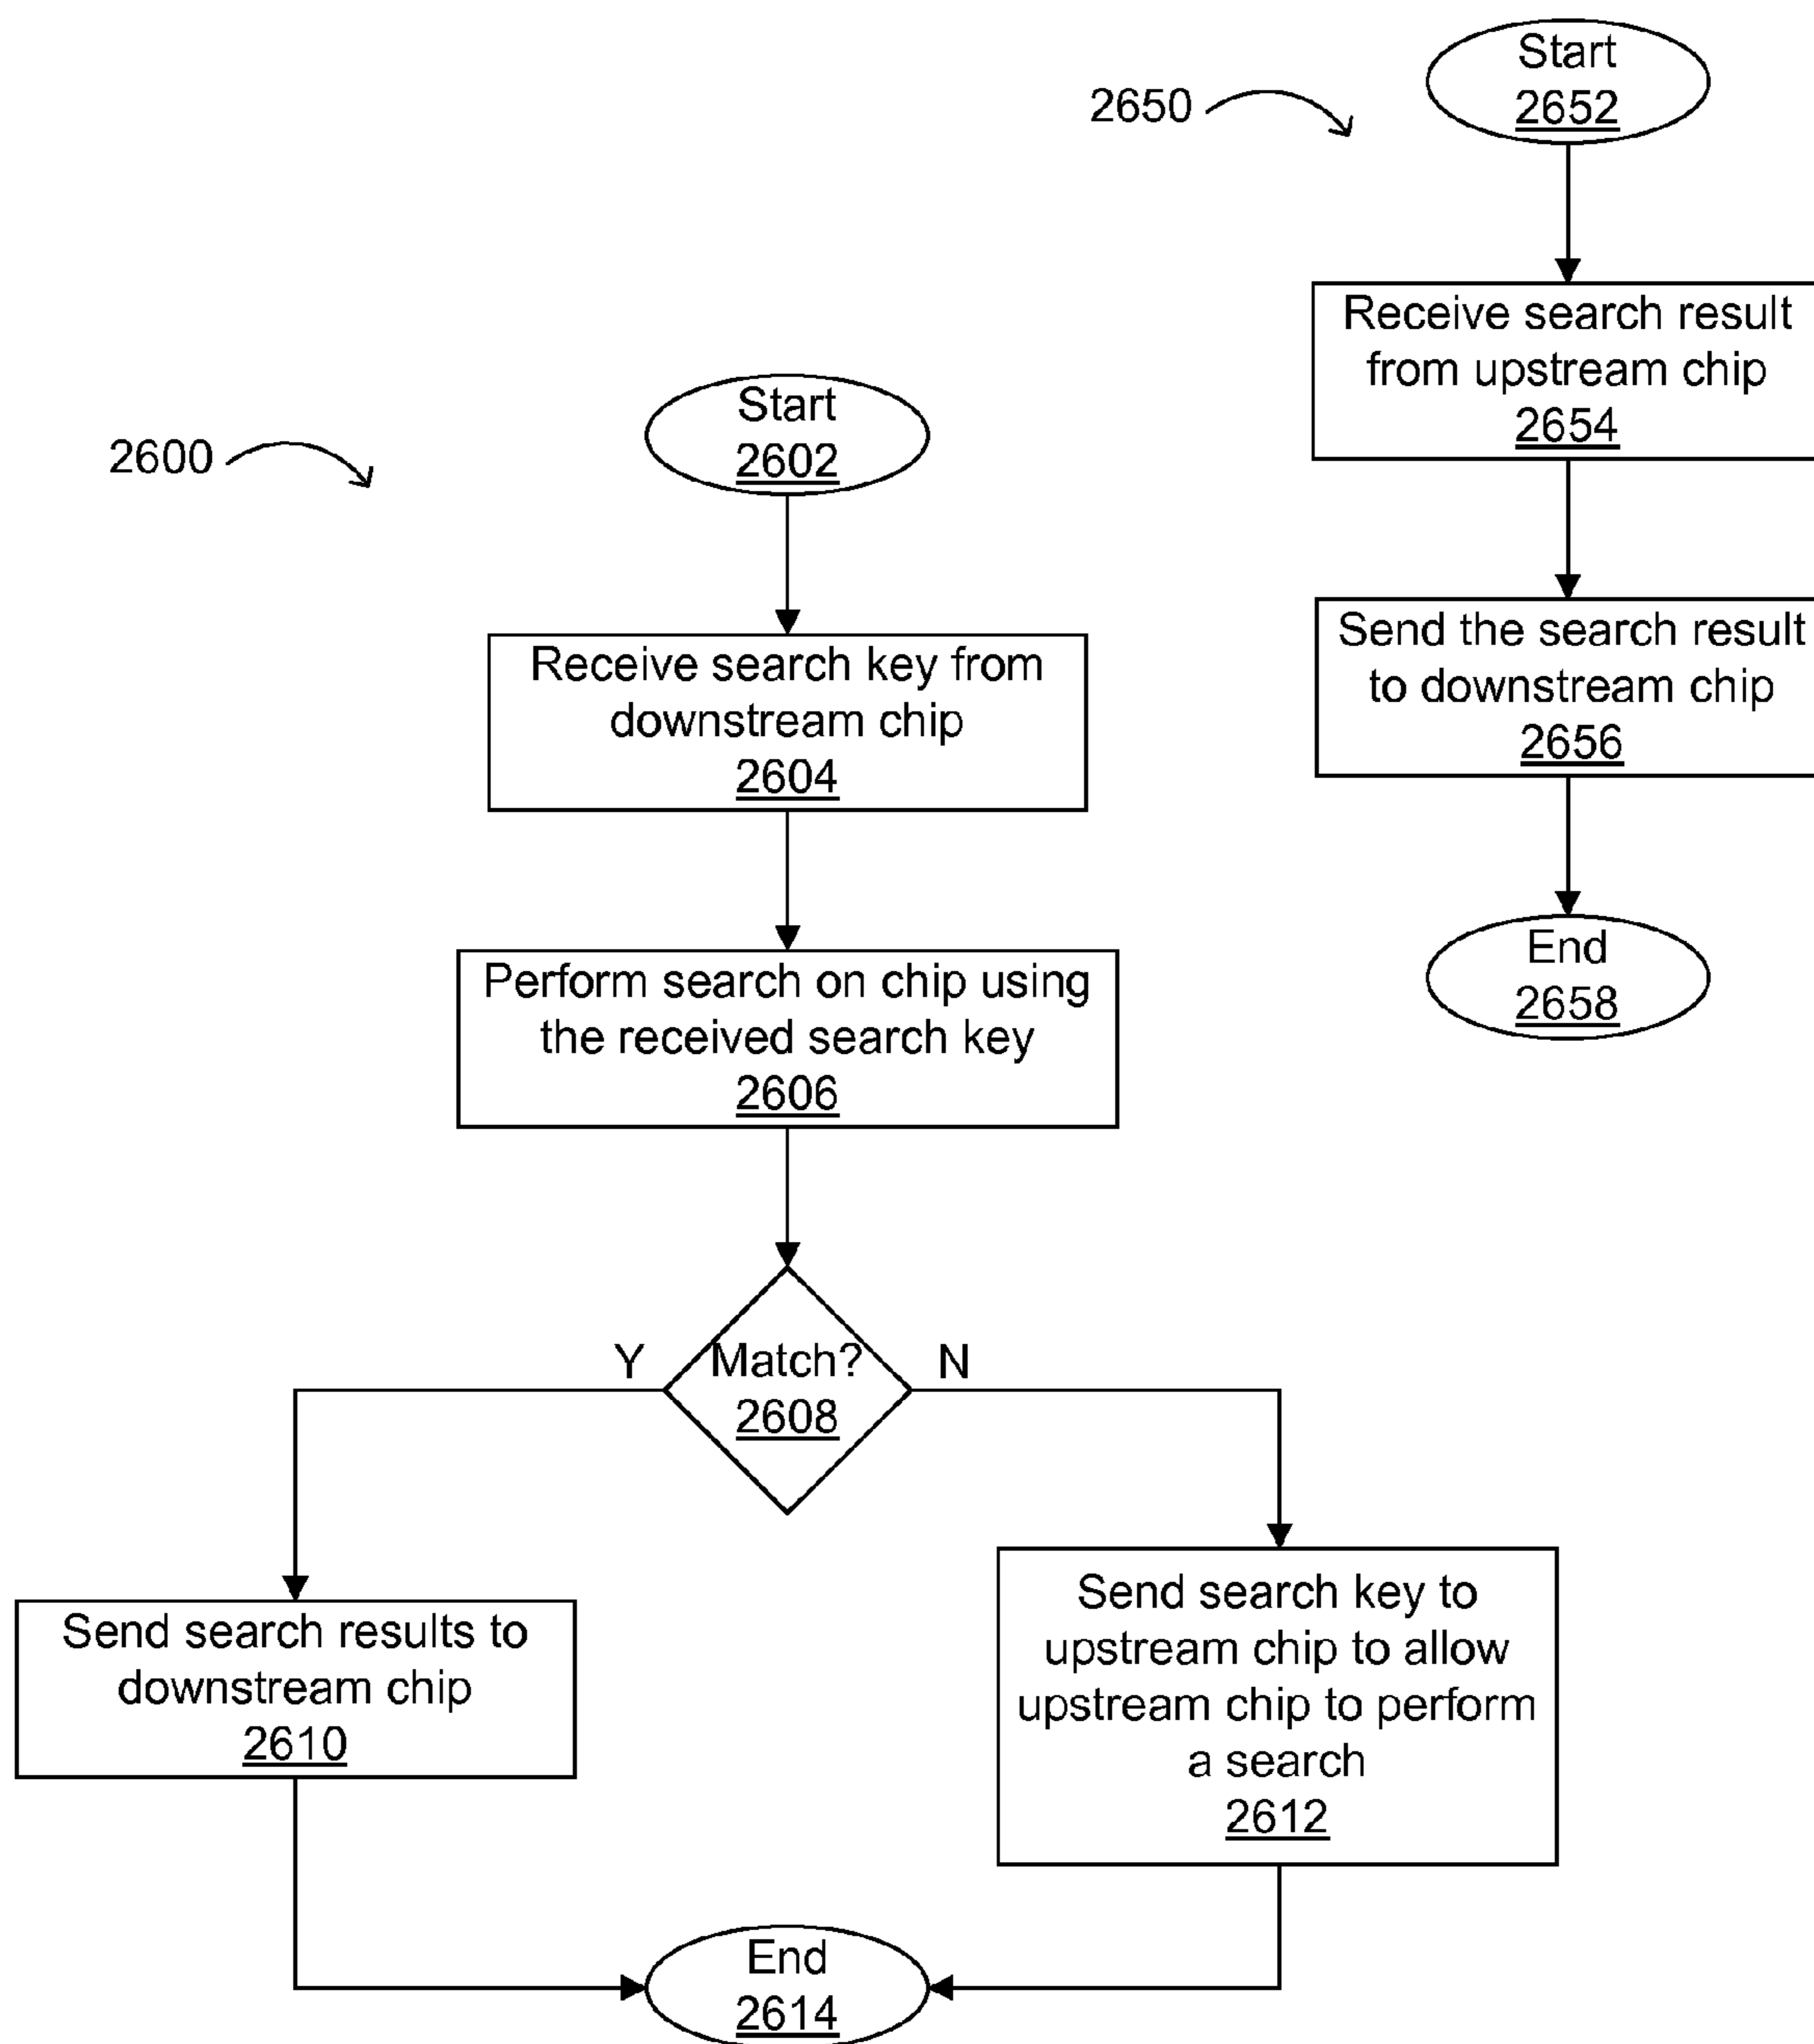 2600
Start
2602
Receive search key from
downstream chip
2604
Perform search on chip using
the received search key
2606
Match?
2608
Y
N
Send search results to
downstream chip
2610
Send search key to
upstream chip to allow
upstream chip to perform
a search
2612
End
2614
2650
Start
2652
Receive search result
from upstream chip
2654
Send the search result
to downstream chip
2656
End
2658